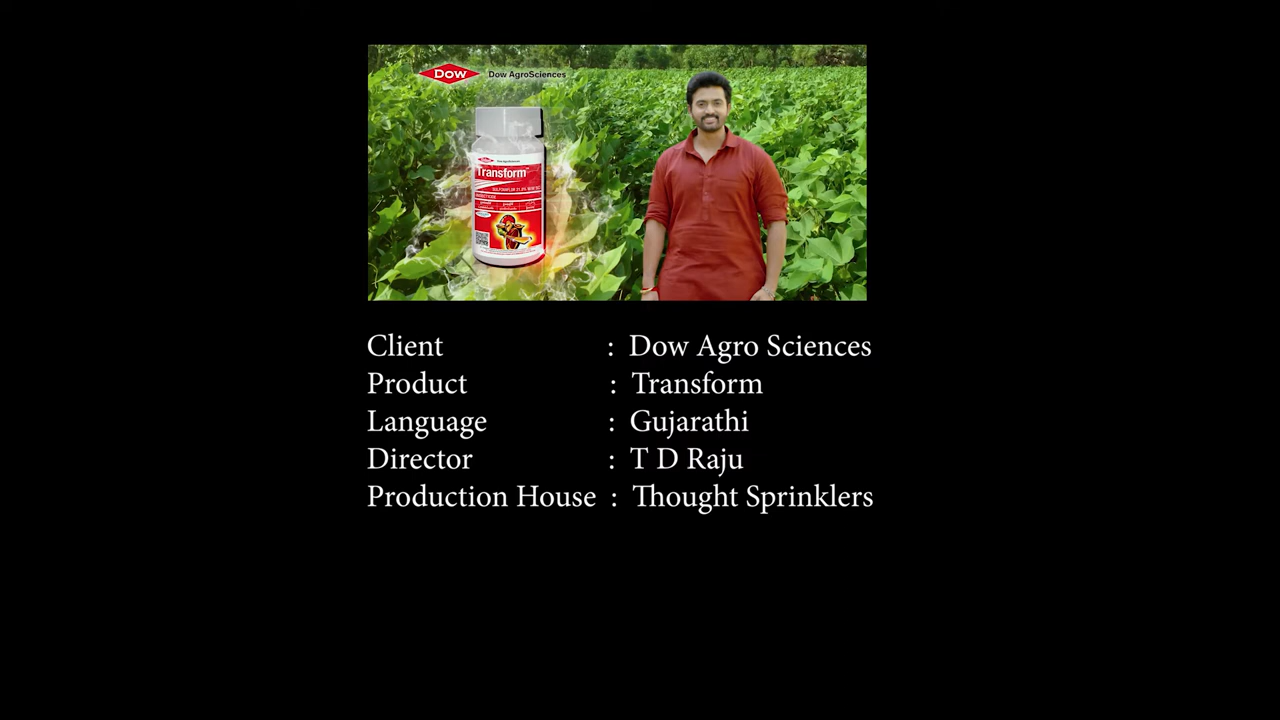 Dow
Dow AgroSciences
Transform
Client : Dow Agro Sciences
Product : Transform
Language : Gujarathi
Director : T D Raju
Production House : Thought Sprinklers